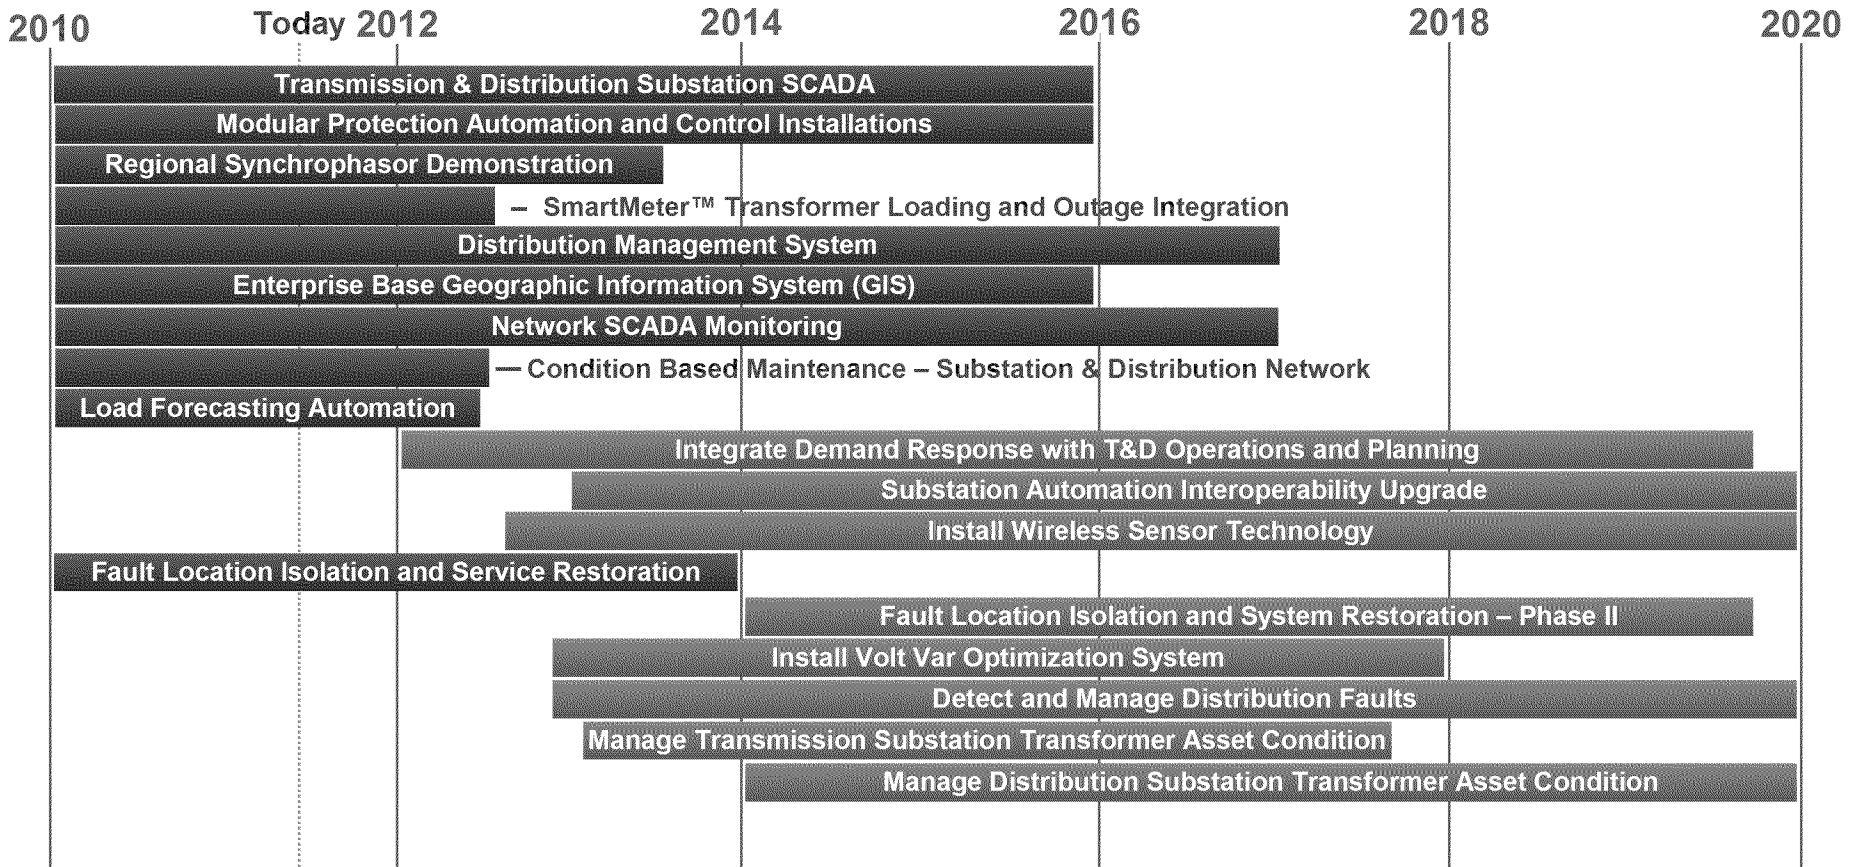 2010 Today 2012 2014 2016 2018 2020
Transmission & Distribution Substation SCADA
Modular Protection Automation and Control Installations
Regional Synchrophasor Demonstration
– SmartMeter™ Transformer Loading and Outage Integration
Distribution Management System
Enterprise Base Geographic Information System (GIS)
Network SCADA Monitoring
— Condition Based Maintenance – Substation & Distribution Network
Load Forecasting Automation
Integrate Demand Response with T&D Operations and Planning
Substation Automation Interoperability Upgrade
Install Wireless Sensor Technology
Fault Location Isolation and Service Restoration
Fault Location Isolation and System Restoration – Phase II
Install Volt Var Optimization System
Detect and Manage Distribution Faults
Manage Transmission Substation Transformer Asset Condition
Manage Distribution Substation Transformer Asset Condition